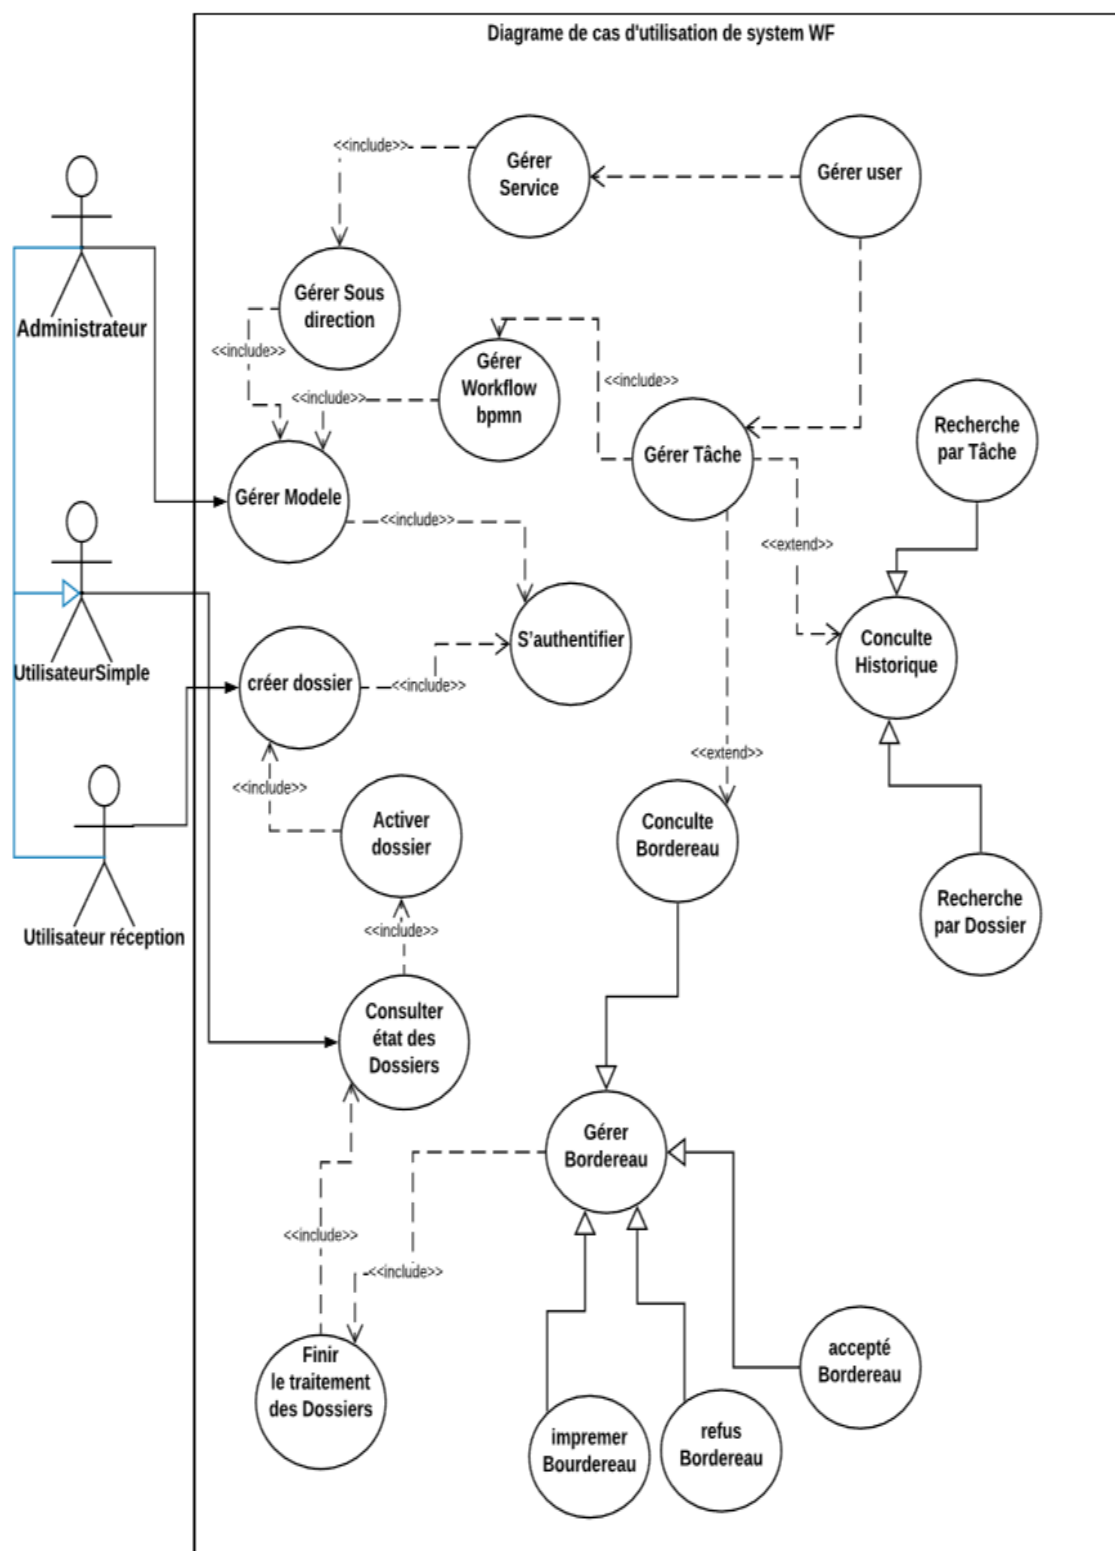 Diagrame de cas d'utilisation de system WF
<<include>>
Gérer
Service
Gérer user
Administrateur
Gérer Sous
direction
<<include>>
Gérer
Workflow
bpmn
<<include>>
<<include>>
Gérer Tâche
Recherche
par Tâche
Gérer Modele
<<include>>
<<extend>>
S'authentifier
Conculte
Historique
UtilisateurSimple
créer dossier
<<include>>
<<extend>>
<<include>>
Activer
dossier
Conculte
Bordereau
Recherche
par Dossier
Utilisateur réception
<<include>>
Consulter
état des
Dossiers
Gérer
Bordereau
<<include>>
<<include>>
Finir
le traitement
des Dossiers
accepté
Bordereau
impremer
Bourdereau
refus
Bordereau